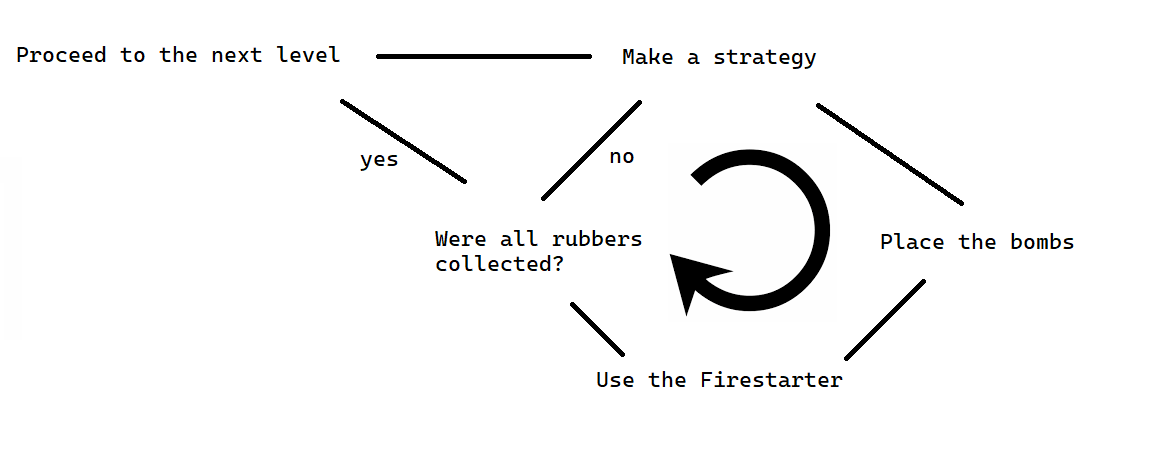 Proceed to the next level
Make a strategy
yes
no
Were all rubbers
collected?
Place the bombs
Use the Firestarter